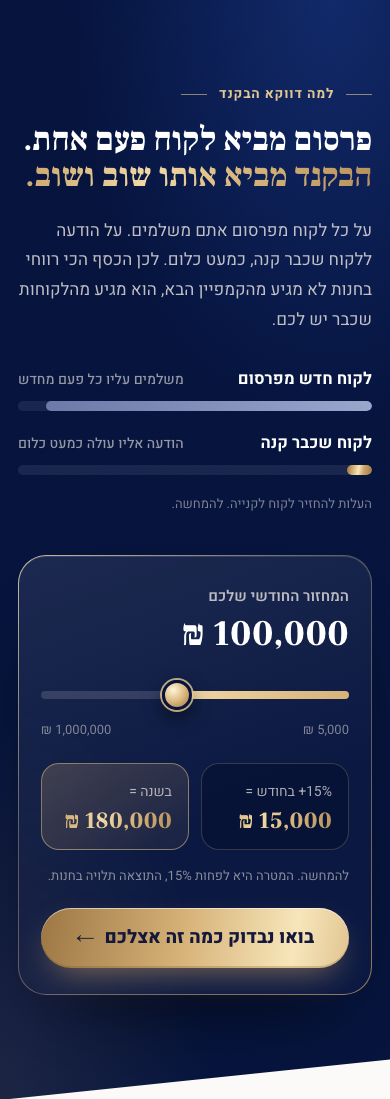 למה דווקא הבקנד
פרסום מביא לקוח פעם אחת.
הבקנד מביא אותו שוב ושוב.
על כל לקוח מפרסום אתם משלמים. על הודעה
ללקוח שכבר קנה, כמעט כלום. לכן הכסף הכי רווחי
בחנות לא מגיע מהקמפיין הבא, הוא מגיע מהלקוחות
שכבר יש לכם.
לקוח חדש מפרסום משלמים עליו כל פעם מחדש
לקוח שכבר קנה הודעה אליו עולה כמעט כלום
העלות להחזיר לקוח לקנייה. להמחשה.
המחזור החודשי שלכם
100,000 ₪
5,000 ₪ 1,000,000 ₪
+15% בחודש = בשנה =
15,000 ₪ 180,000 ₪
להמחשה. המטרה היא לפחות 15%, התוצאה תלויה בחנות.
בואו נבדוק כמה זה אצלכם ←